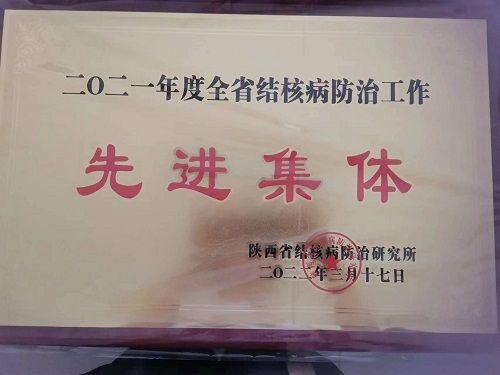 二〇二一年度全省结核病防治工作
先进集体
陕西省结核病防治研究所
二〇二二年三月十七日